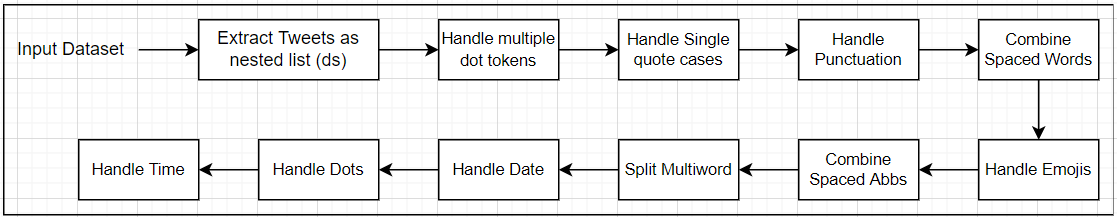 Input Dataset
Extract Tweets as
nested list (ds)
Handle multiple
dot tokens
Handle Single
quote cases
Handle
Punctuation
Combine
Spaced Words
Handle Emojis
Combine
Spaced Abbs
Split Multiword
Handle Date
Handle Dots
Handle Time